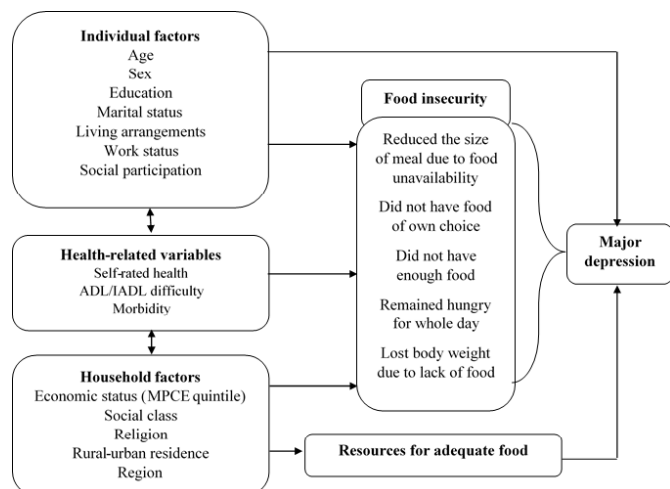 Individual factors
Age
Sex
Education
Marital status
Living arrangements
Work status
Social participation
Health-related variables
Self-rated health
ADL/IADL difficulty
Morbidity
Household factors
Economic status (MPCE quintile)
Social class
Religion
Rural-urban residence
Region
Food insecurity
Reduced the size
of meal due to food
unavailability
Did not have food
of own choice
Did not have
enough food
Remained hungry
for whole day
Lost body weight
due to lack of food
Resources for adequate food
Major
depression